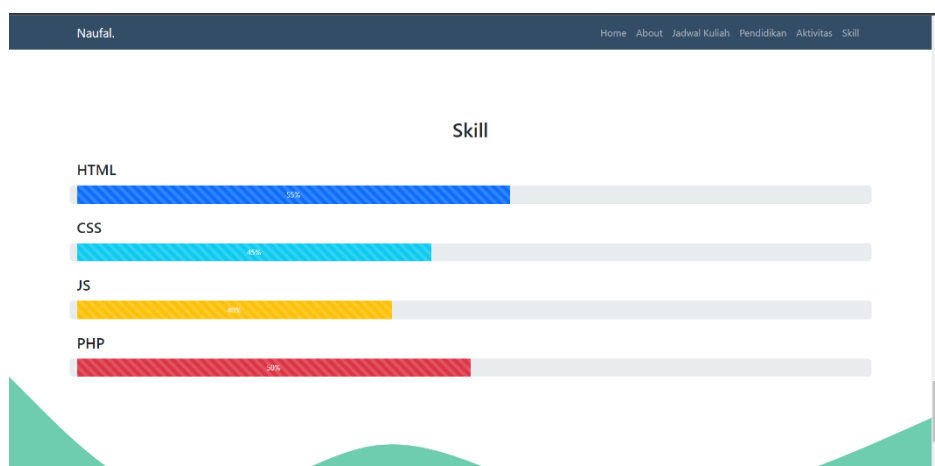 Naufal.
Home About Jadwal Kuliah Pendidikan Aktivitas Skill
Skill
HTML
55%
CSS
45%
JS
40%
PHP
50%